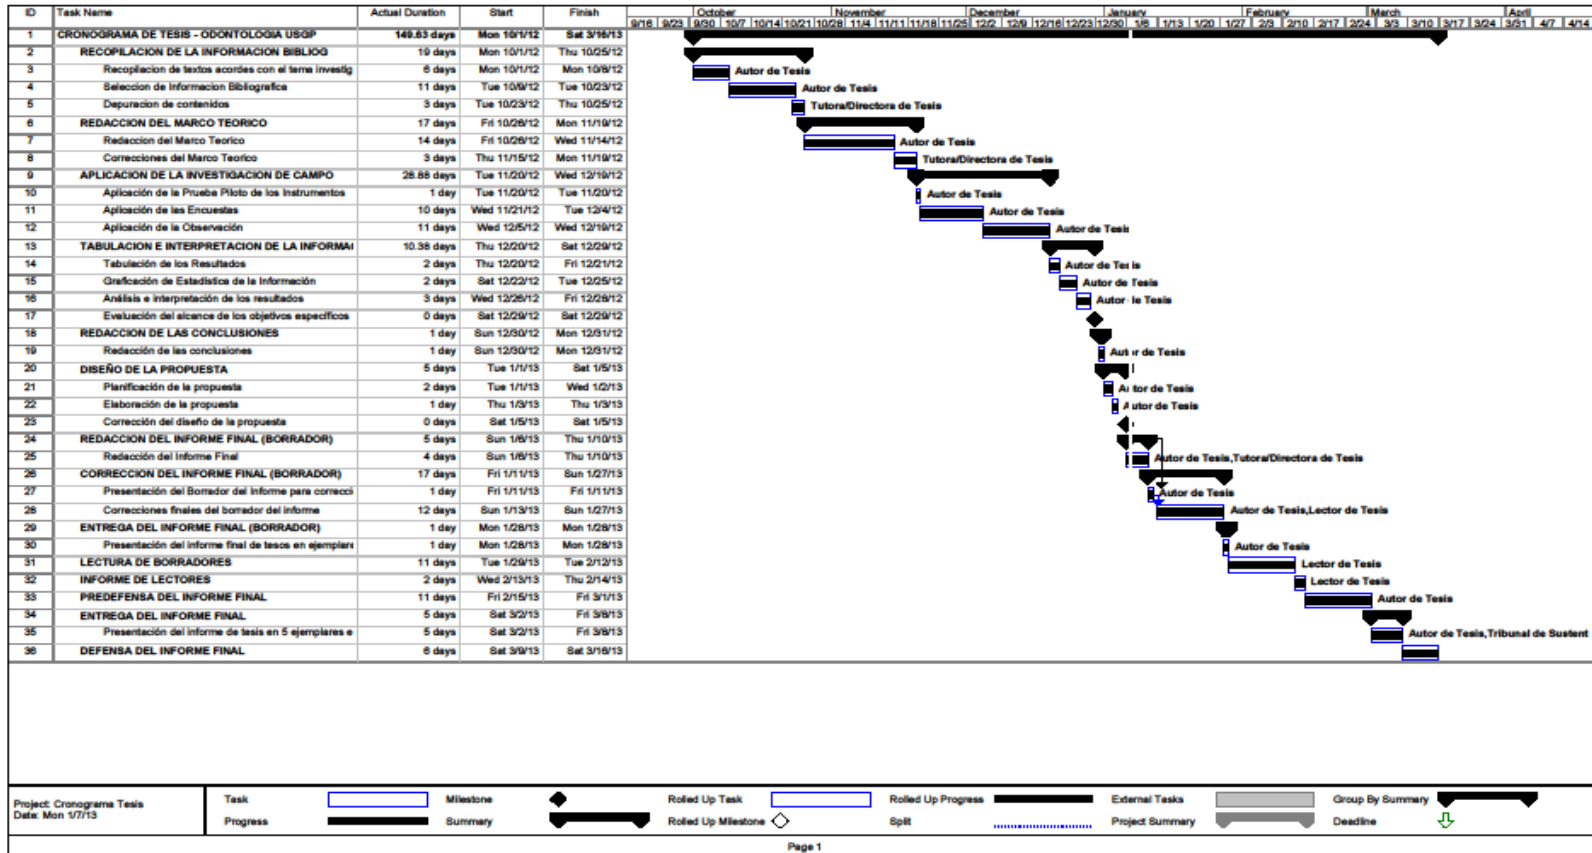 ID Task Name Actual Duration Start Finish
October November December January February March April
9/16 9/23 9/30 10/7 10/14 10/21 10/28 11/4 11/11 11/18 11/25 12/2 12/9 12/16 12/23 12/30 1/6 1/13 1/20 1/27 2/3 2/10 2/17 2/24 3/3 3/10 3/17 3/24 3/31 4/7 4/14
1 CRONOGRAMA DE TESIS - ODONTOLOGIA USGP 149.63 days Mon 10/1/12 Sat 3/16/13
2 RECOPILACION DE LA INFORMACION BIBLIOG 19 days Mon 10/1/12 Thu 10/25/12
3 Recopilacion de textos acordes con el tema investig 6 days Mon 10/1/12 Mon 10/8/12 Autor de Tesis
4 Seleccion de Informacion Bibliografica 11 days Tue 10/9/12 Tue 10/23/12 Autor de Tesis
5 Depuracion de contenidos 3 days Tue 10/23/12 Thu 10/25/12 Tutora/Directora de Tesis
6 REDACCION DEL MARCO TEORICO 17 days Fri 10/26/12 Mon 11/19/12
7 Redaccion del Marco Teorico 14 days Fri 10/26/12 Wed 11/14/12 Autor de Tesis
8 Correcciones del Marco Teorico 3 days Thu 11/15/12 Mon 11/19/12 Tutora/Directora de Tesis
9 APLICACION DE LA INVESTIGACION DE CAMPO 28.88 days Tue 11/20/12 Wed 12/19/12
10 Aplicación de la Prueba Piloto de los Instrumentos 1 day Tue 11/20/12 Tue 11/20/12 Autor de Tesis
11 Aplicación de las Encuestas 10 days Wed 11/21/12 Tue 12/4/12 Autor de Tesis
12 Aplicación de la Observación 11 days Wed 12/5/12 Wed 12/19/12 Autor de Tesis
13 TABULACION E INTERPRETACION DE LA INFORMA 10.38 days Thu 12/20/12 Sat 12/29/12
14 Tabulación de los Resultados 2 days Thu 12/20/12 Fri 12/21/12 Autor de Tesis
15 Graficación de Estadística de la Información 2 days Sat 12/22/12 Tue 12/25/12 Autor de Tesis
16 Análisis e interpretación de los resultados 3 days Wed 12/26/12 Fri 12/28/12 Autor de Tesis
17 Evaluación del alcance de los objetivos específicos 0 days Sat 12/29/12 Sat 12/29/12
18 REDACCION DE LAS CONCLUSIONES 1 day Sun 12/30/12 Mon 12/31/12
19 Redacción de las conclusiones 1 day Sun 12/30/12 Mon 12/31/12 Autor de Tesis
20 DISEÑO DE LA PROPUESTA 5 days Tue 1/1/13 Sat 1/5/13
21 Planificación de la propuesta 2 days Tue 1/1/13 Wed 1/2/13 Autor de Tesis
22 Elaboración de la propuesta 1 day Thu 1/3/13 Thu 1/3/13 Autor de Tesis
23 Corrección del diseño de la propuesta 0 days Sat 1/5/13 Sat 1/5/13
24 REDACCION DEL INFORME FINAL (BORRADOR) 5 days Sun 1/6/13 Thu 1/10/13
25 Redacción del Informe Final 4 days Sun 1/6/13 Thu 1/10/13 Autor de Tesis,Tutora/Directora de Tesis
26 CORRECCION DEL INFORME FINAL (BORRADOR) 17 days Fri 1/11/13 Sun 1/27/13
27 Presentación del Borrador del Informe para correcci 1 day Fri 1/11/13 Fri 1/11/13 Autor de Tesis
28 Correcciones finales del borrador del informe 12 days Sun 1/13/13 Sun 1/27/13 Autor de Tesis,Lector de Tesis
29 ENTREGA DEL INFORME FINAL (BORRADOR) 1 day Mon 1/28/13 Mon 1/28/13
30 Presentación del informe final de tesos en ejemplare 1 day Mon 1/28/13 Mon 1/28/13 Autor de Tesis
31 LECTURA DE BORRADORES 11 days Tue 1/29/13 Tue 2/12/13 Lector de Tesis
32 INFORME DE LECTORES 2 days Wed 2/13/13 Thu 2/14/13 Lector de Tesis
33 PREDEFENSA DEL INFORME FINAL 11 days Fri 2/15/13 Fri 3/1/13 Autor de Tesis
34 ENTREGA DEL INFORME FINAL 5 days Sat 3/2/13 Fri 3/8/13
35 Presentación del informe de tesis en 5 ejemplares e 5 days Sat 3/2/13 Fri 3/8/13 Autor de Tesis,Tribunal de Sustent
36 DEFENSA DEL INFORME FINAL 6 days Sat 3/9/13 Sat 3/16/13
Project: Cronograma Tesis
Date: Mon 1/7/13
Task Milestone Rolled Up Task Rolled Up Progress External Tasks Group By Summary
Progress Summary Rolled Up Milestone Split Project Summary Deadline
Page 1